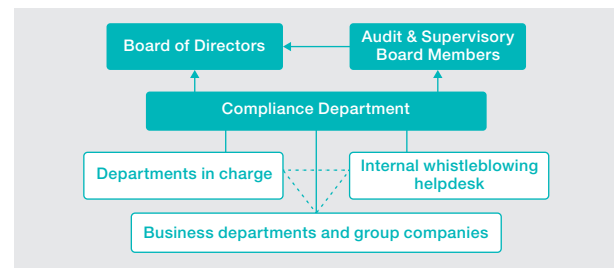 Board of Directors
Audit & Supervisory
Board Members
Compliance Department
Departments in charge
Internal whistleblowing
helpdesk
Business departments and group companies